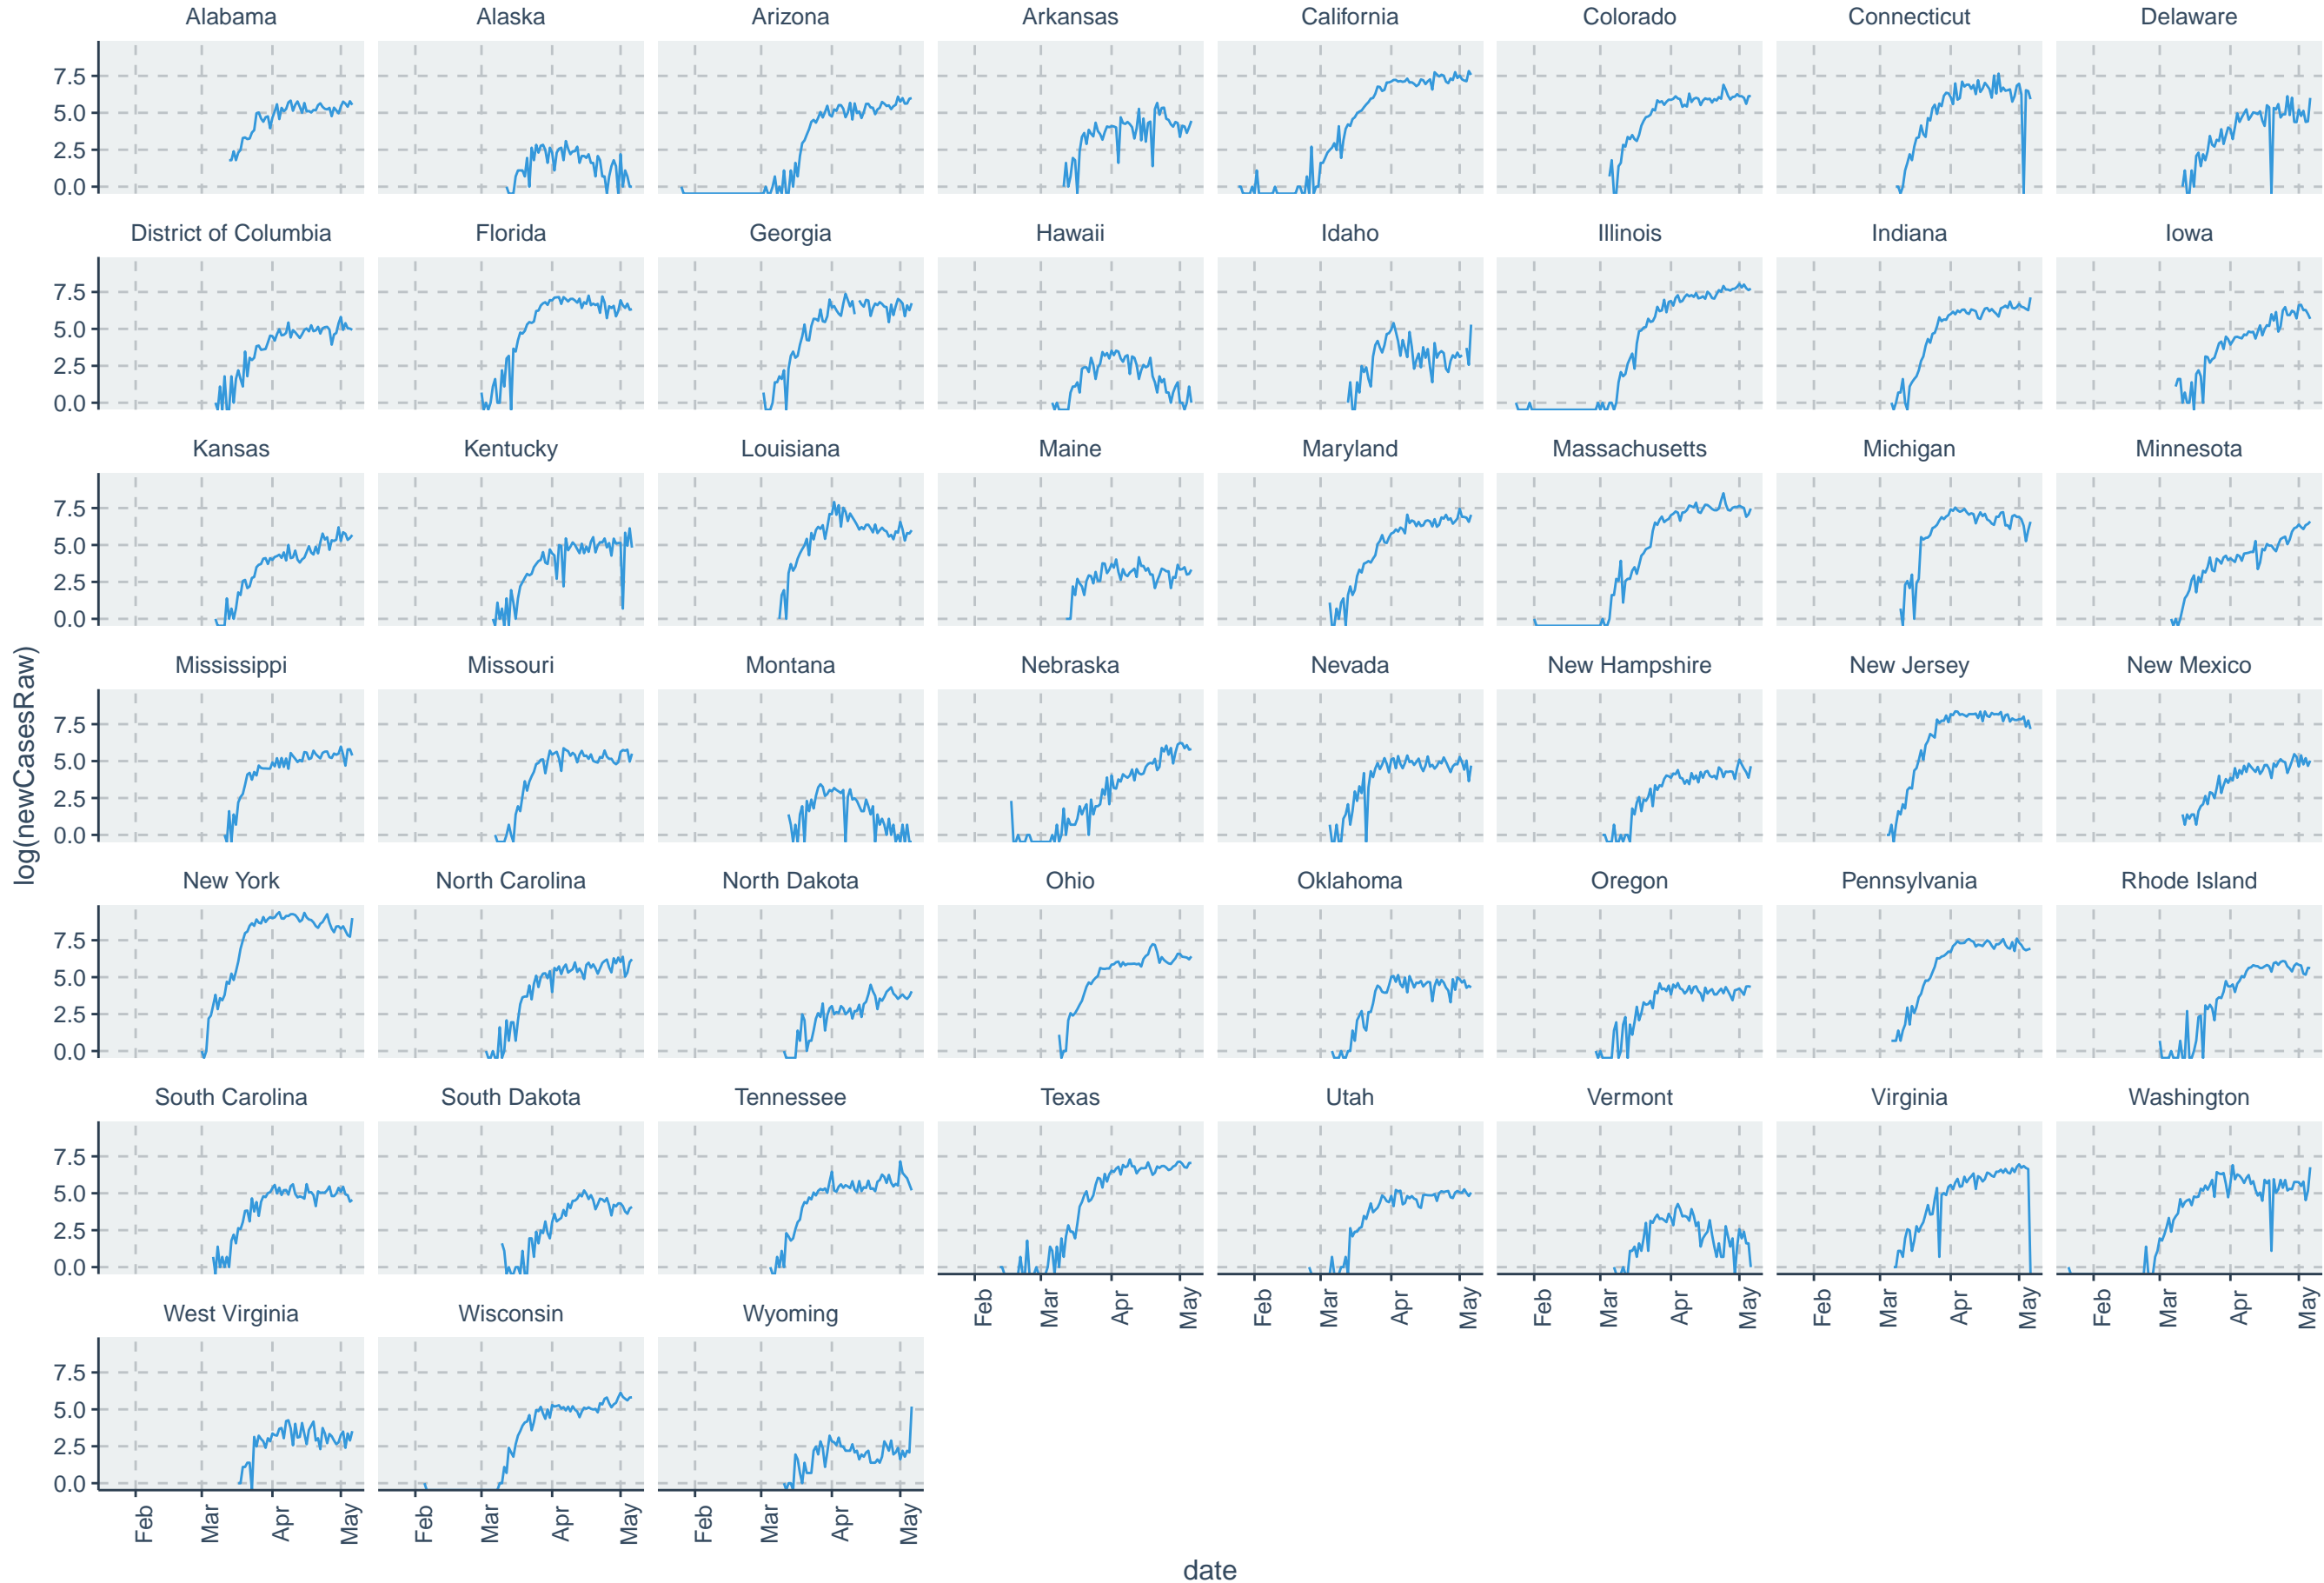 Alabama Alaska Arizona Arkansas California Colorado Connecticut Delaware
7.5
5.0
2.5
0.0
District of Columbia Florida Georgia Hawaii Idaho Illinois Indiana Iowa
7.5
5.0
2.5
0.0
Kansas Kentucky Louisiana Maine Maryland Massachusetts Michigan Minnesota
7.5
5.0
2.5
0.0
log(newCasesRaw)
Mississippi Missouri Montana Nebraska Nevada New Hampshire New Jersey New Mexico
7.5
5.0
2.5
0.0
New York North Carolina North Dakota Ohio Oklahoma Oregon Pennsylvania Rhode Island
7.5
5.0
2.5
0.0
South Carolina South Dakota Tennessee Texas Utah Vermont Virginia Washington
7.5
5.0
2.5
0.0
Feb Mar Apr May Feb Mar Apr May Feb Mar Apr May Feb Mar Apr May Feb Mar Apr May
West Virginia Wisconsin Wyoming
7.5
5.0
2.5
0.0
Feb Mar Apr May Feb Mar Apr May Feb Mar Apr May
date